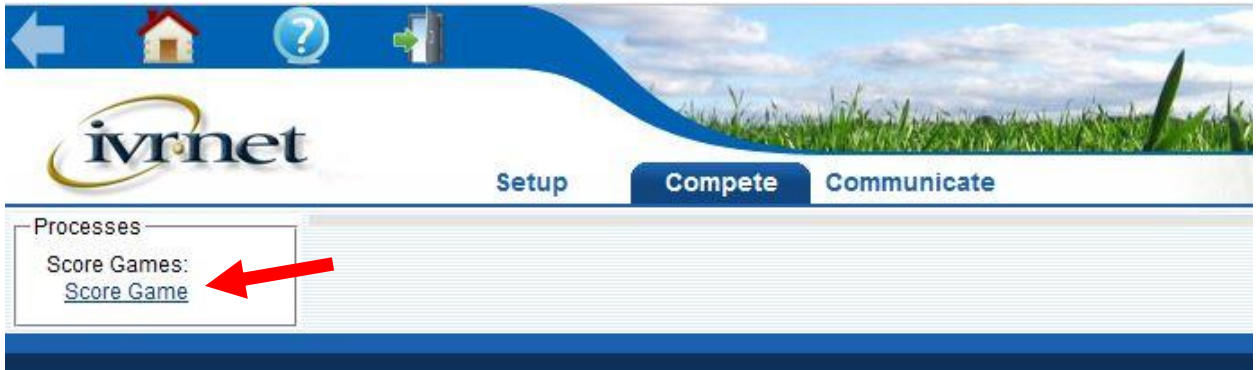 ?
ivrnet
Setup Compete Communicate
Processes
Score Games:
Score Game